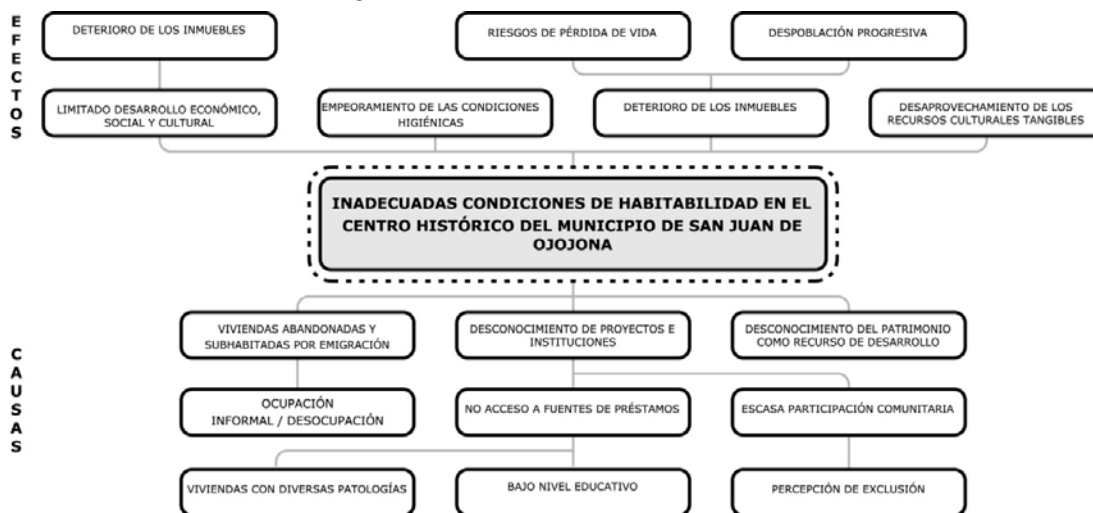 EFECTOS
DETERIORO DE LOS INMUEBLES
RIESGOS DE PÉRDIDA DE VIDA
DESPOBLACIÓN PROGRESIVA
LIMITADO DESARROLLO ECONÓMICO,
SOCIAL Y CULTURAL
EMPEORAMIENTO DE LAS CONDICIONES
HIGIÉNICAS
DETERIORO DE LOS INMUEBLES
DESAPROVECHAMIENTO DE LOS
RECURSOS CULTURALES TANGIBLES
INADECUADAS CONDICIONES DE HABITABILIDAD EN EL
CENTRO HISTÓRICO DEL MUNICIPIO DE SAN JUAN DE
OJOJONA
CAUSAS
VIVIENDAS ABANDONADAS Y
SUBHABITADAS POR EMIGRACIÓN
DESCONOCIMIENTO DE PROYECTOS E
INSTITUCIONES
DESCONOCIMIENTO DEL PATRIMONIO
COMO RECURSO DE DESARROLLO
OCUPACIÓN
INFORMAL / DESOCUPACIÓN
NO ACCESO A FUENTES DE PRÉSTAMOS
ESCASA PARTICIPACIÓN COMUNITARIA
VIVIENDAS CON DIVERSAS PATOLOGÍAS
BAJO NIVEL EDUCATIVO
PERCEPCIÓN DE EXCLUSIÓN